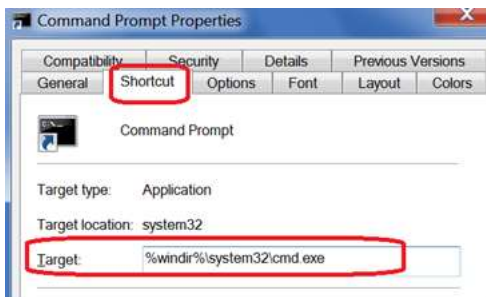 Command Prompt Properties
Compatibility Security Details Previous Versions
General Shortcut Options Font Layout Colors
Command Prompt
Target type: Application
Target location: system32
Target: %windir%\system32\cmd.exe